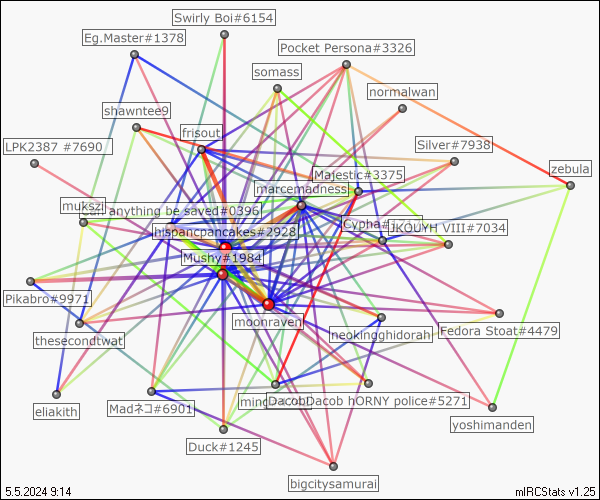 Swirly Boi#6154
Eg.Master#1378
Pocket Persona#3326
somass
normalwan
shawntee9
frisout
LPK2387 #7690
Silver#7938
zebula
Majestic#3375
marcemadness
mukszi
anything be saved#0396
Cypha
JKOUYH VIII#7034
hispancpancakes#2928
Mushy#1984
Pikabro#9971
moonraven
thesecondtwat
neokingghidorah
Fedora Stoat#4479
eliakith
Madネコ#6901
DacobDacob hORNY police#5271
yoshimanden
Duck#1245
bigcitysamurai
5.5.2024 9:14
mIRCStats v1.25